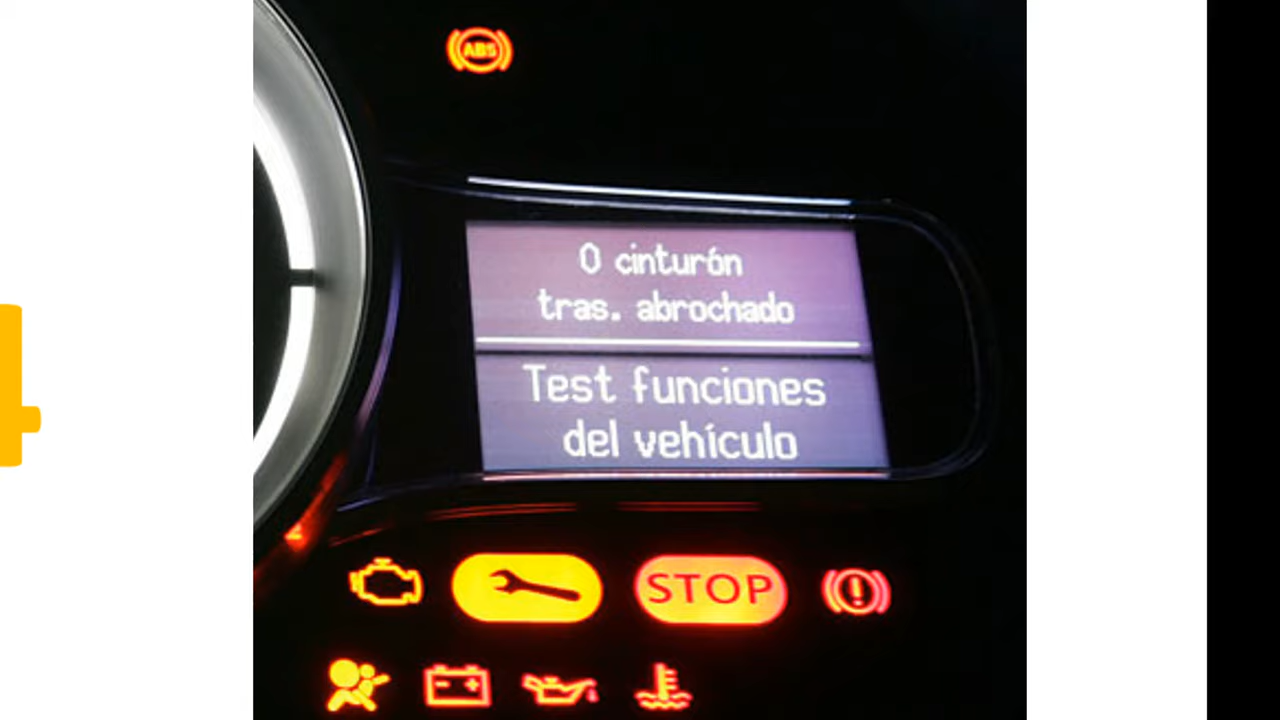 ABS
0 cinturón
tras. abrochado
Test funciones
del vehículo
STOP